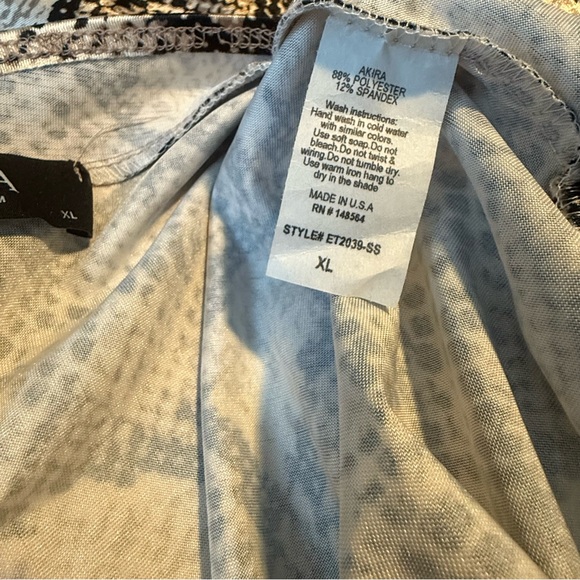 AKIRA
88% POLYESTER
12% SPANDEX
Wash instructions:
Hand wash in cold water
with similar colors.
Use soft soap.Do not
bleach.Do not twist &
wiring.Do not tumble dry.
Use warm iron hang to
dry in the shade
MADE IN U.S.A
RN # 148564
STYLE# ET2039-SS
XL
A
M
XL